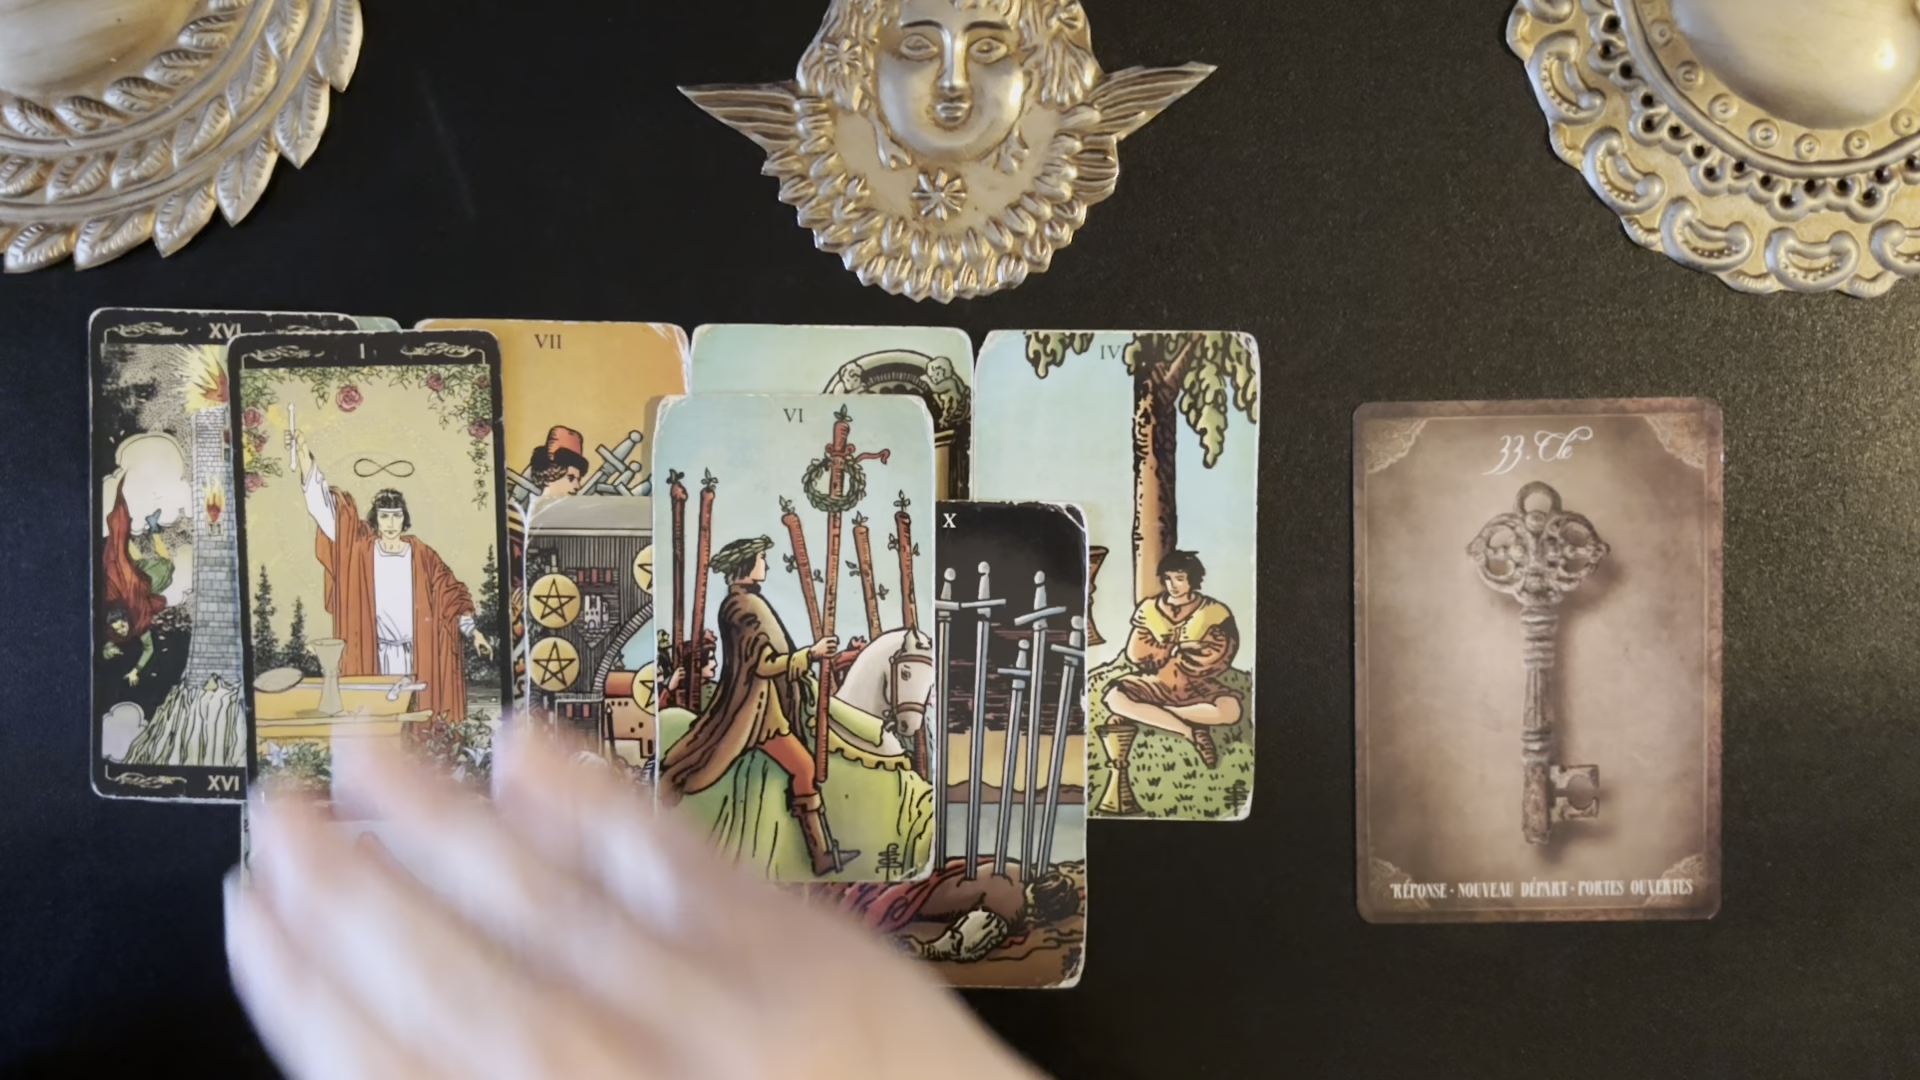 XVI
I
VII
VI
IV
X
XVI
33. Clé
RÉPONSE · NOUVEAU DÉPART · PORTES OUVERTES